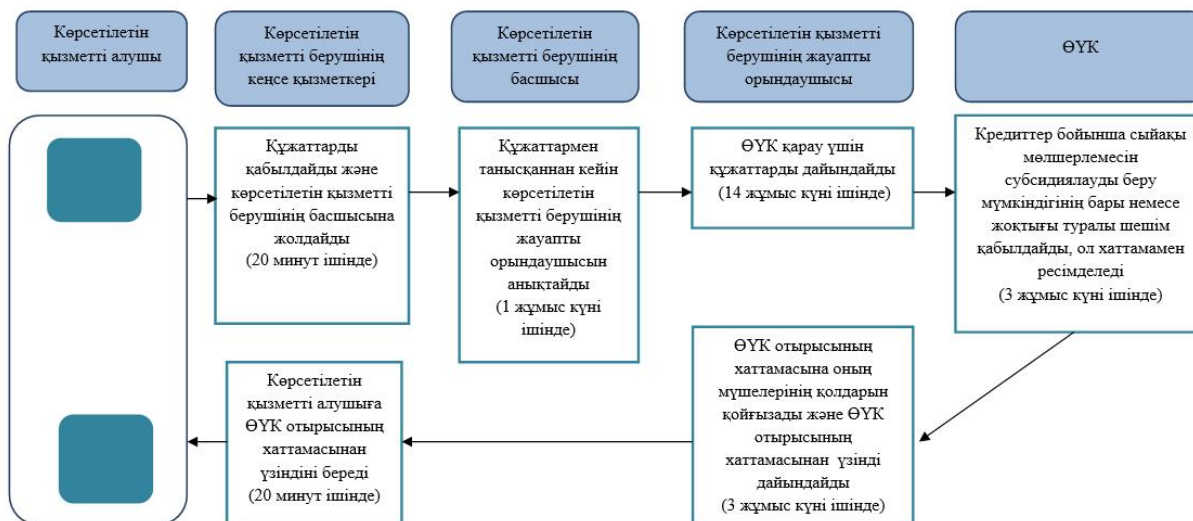 Көрсетілетін
қызметті алушы
Көрсетілетін
қызметті берушінің
кеңсе қызметкері
Көрсетілетін
қызметті берушінің
басшысы
Көрсетілетін қызметті
берушінің жауапты
орындаушысы
ӨҮК
Құжаттарды
қабылдайды және
көрсетілетін қызметті
берушінің басшысына
жолдайды
(20 минут ішінде)
Құжаттармен
танысқаннан кейін
көрсетілетін
қызметті берушінің
жауапты
орындаушысын
анықтайды
(1 жұмыс күні
ішінде)
ӨҮК қарау үшін
құжаттарды дайындайды
(14 жұмыс күні ішінде)
Кредиттер бойынша сыйақы
мөлшерлемесін
субсидиялауды беру
мүмкіндігінің бары немесе
жоқтығы туралы шешім
қабылдайды, ол хаттамамен
ресімделеді
(3 жұмыс күні ішінде)
ӨҮК отырысының
хаттамасына оның
мүшелерінің қолдарын
қойғызады және ӨҮК
отырысының
хаттамасынан үзінді
дайындайды
(3 жұмыс күні ішінде)
Көрсетілетін
қызметті алушыға
ӨҮК отырысының
хаттамасынан
үзіндіні береді
(20 минут ішінде)